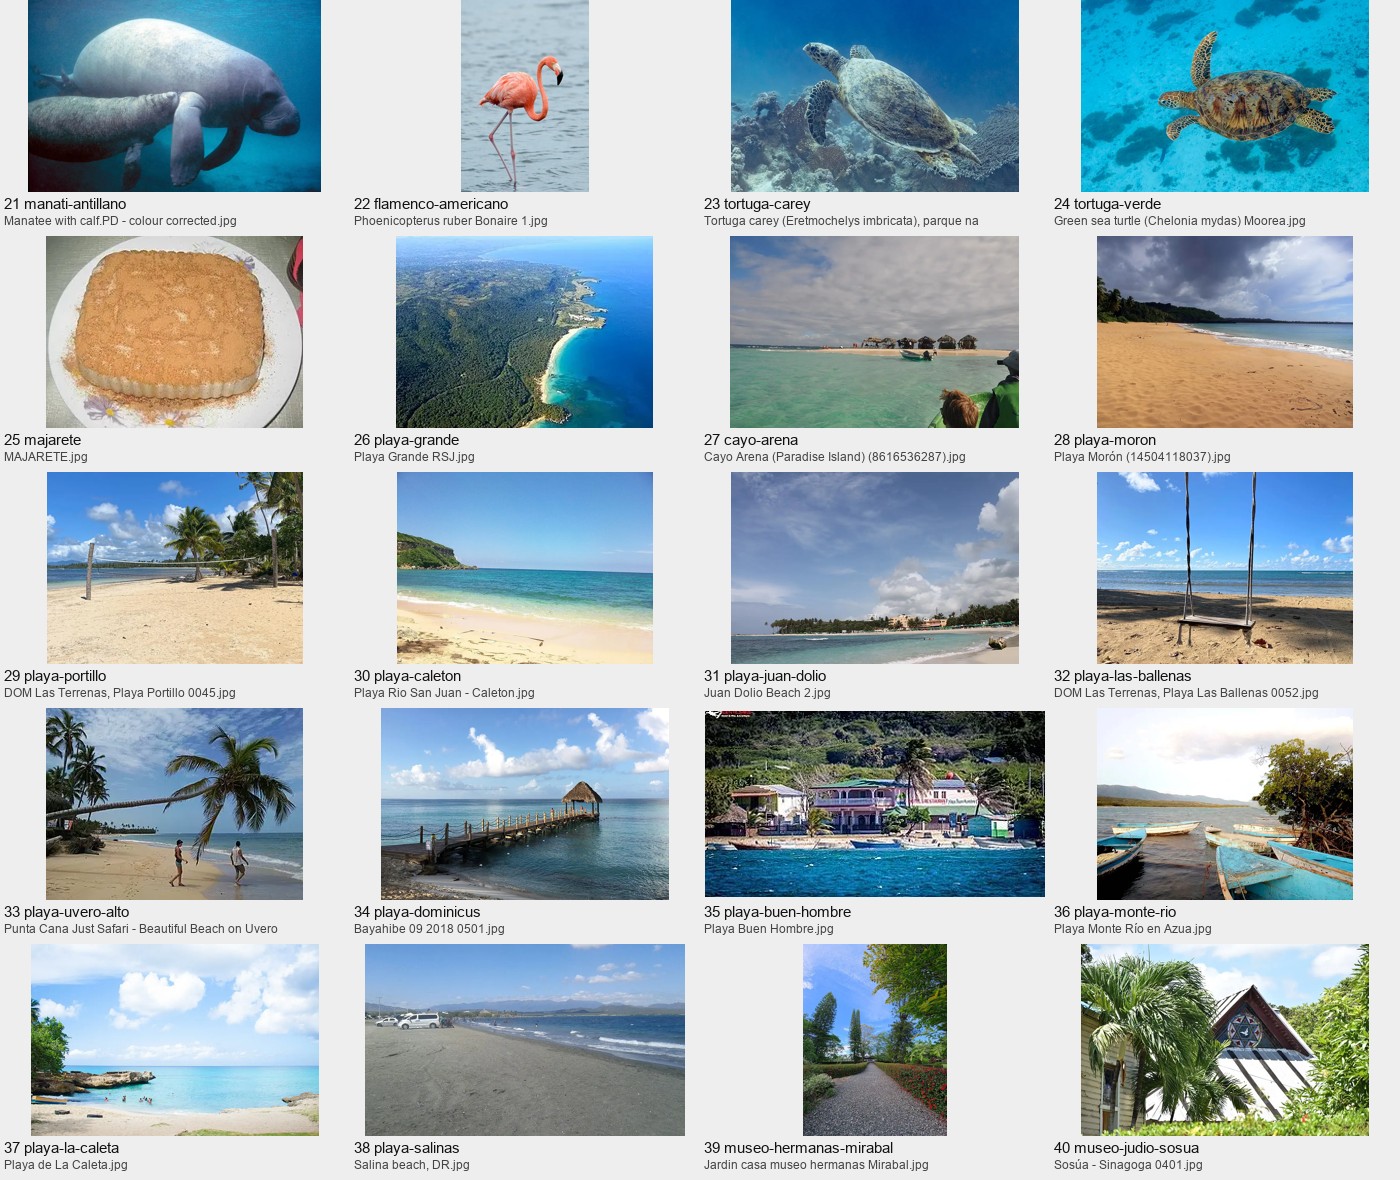 21 manati-antillano
Manatee with calf.PD - colour corrected.jpg
22 flamenco-americano
Phoenicopterus ruber Bonaire 1.jpg
23 tortuga-carey
Tortuga carey (Eretmochelys imbricata), parque na
24 tortuga-verde
Green sea turtle (Chelonia mydas) Moorea.jpg
25 majarete
MAJARETE.jpg
26 playa-grande
Playa Grande RSJ.jpg
27 cayo-arena
Cayo Arena (Paradise Island) (8616536287).jpg
28 playa-moron
Playa Morón (14504118037).jpg
29 playa-portillo
DOM Las Terrenas, Playa Portillo 0045.jpg
30 playa-caleton
Playa Rio San Juan - Caleton.jpg
31 playa-juan-dolio
Juan Dolio Beach 2.jpg
32 playa-las-ballenas
DOM Las Terrenas, Playa Las Ballenas 0052.jpg
33 playa-uvero-alto
Punta Cana Just Safari - Beautiful Beach on Uvero
34 playa-dominicus
Bayahibe 09 2018 0501.jpg
35 playa-buen-hombre
Playa Buen Hombre.jpg
36 playa-monte-rio
Playa Monte Río en Azua.jpg
37 playa-la-caleta
Playa de La Caleta.jpg
38 playa-salinas
Salina beach, DR.jpg
39 museo-hermanas-mirabal
Jardin casa museo hermanas Mirabal.jpg
40 museo-judio-sosua
Sosúa - Sinagoga 0401.jpg